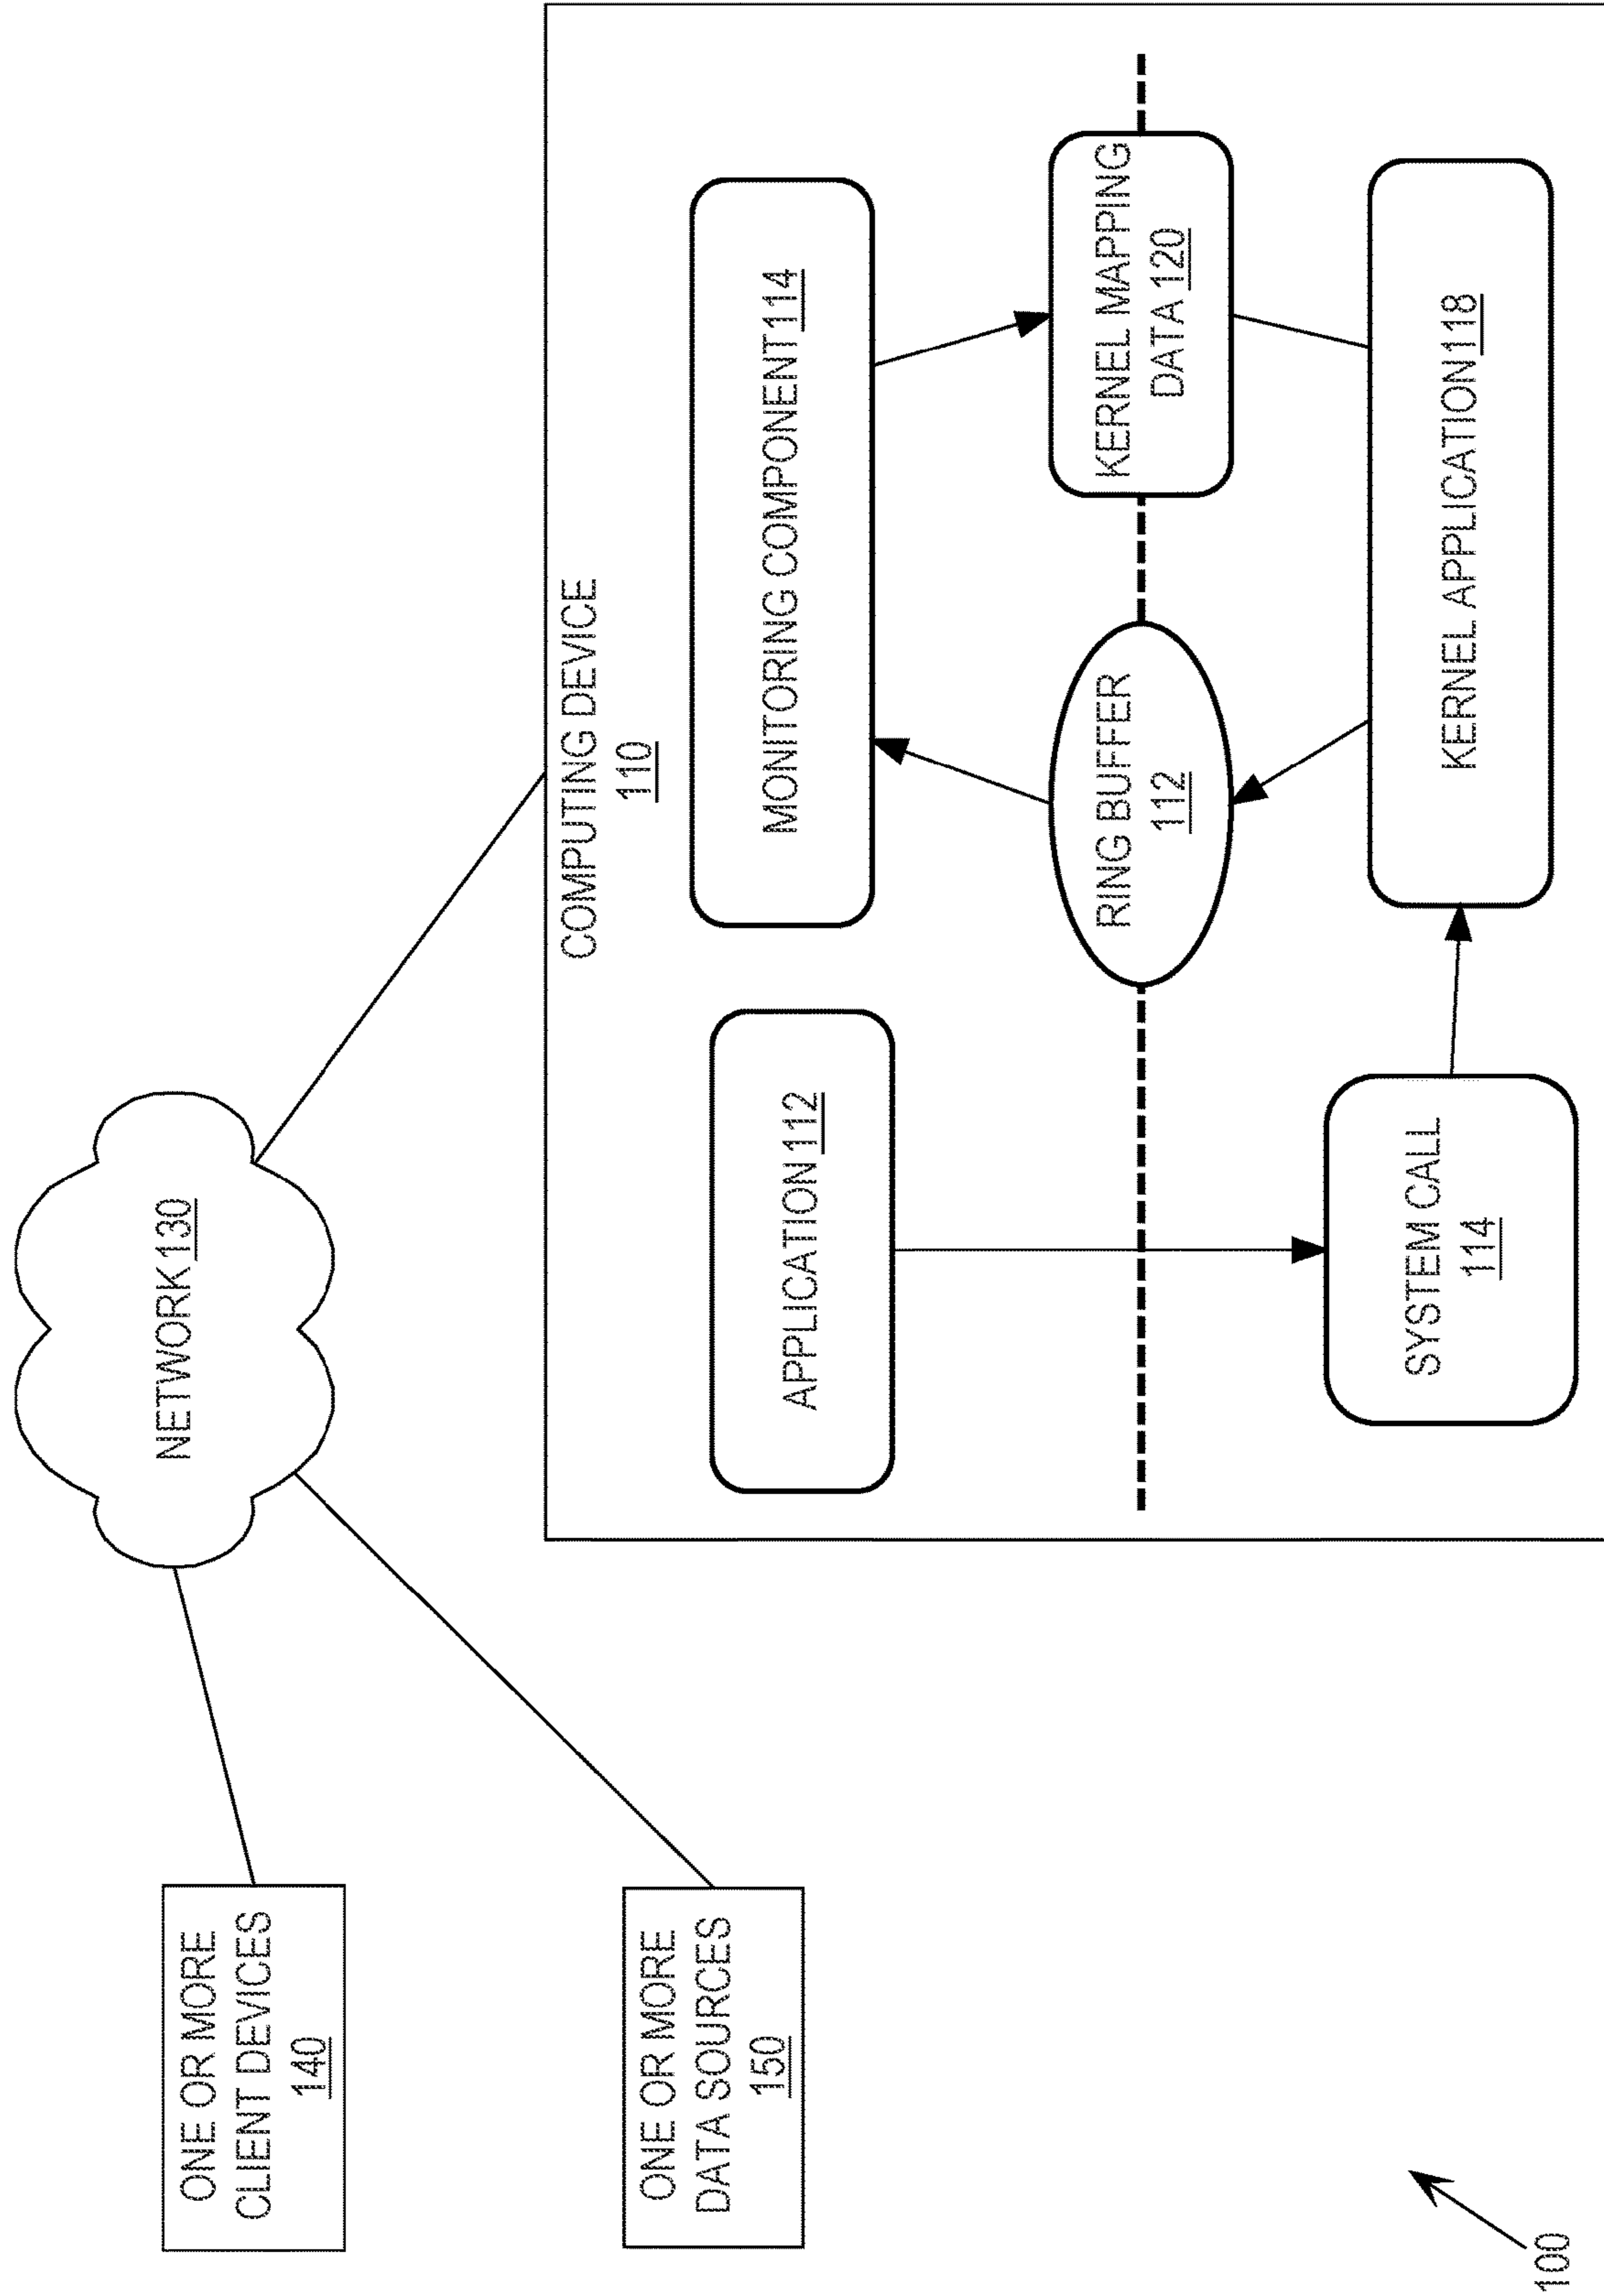 NETWORK 130
ONE OR MORE
CLIENT DEVICES
140
ONE OR MORE
DATA SOURCES
150
COMPUTING DEVICE
110
APPLICATION 112
MONITORING COMPONENT 114
RING BUFFER
112
KERNEL MAPPING
DATA 120
SYSTEM CALL
114
KERNEL APPLICATION 118
100